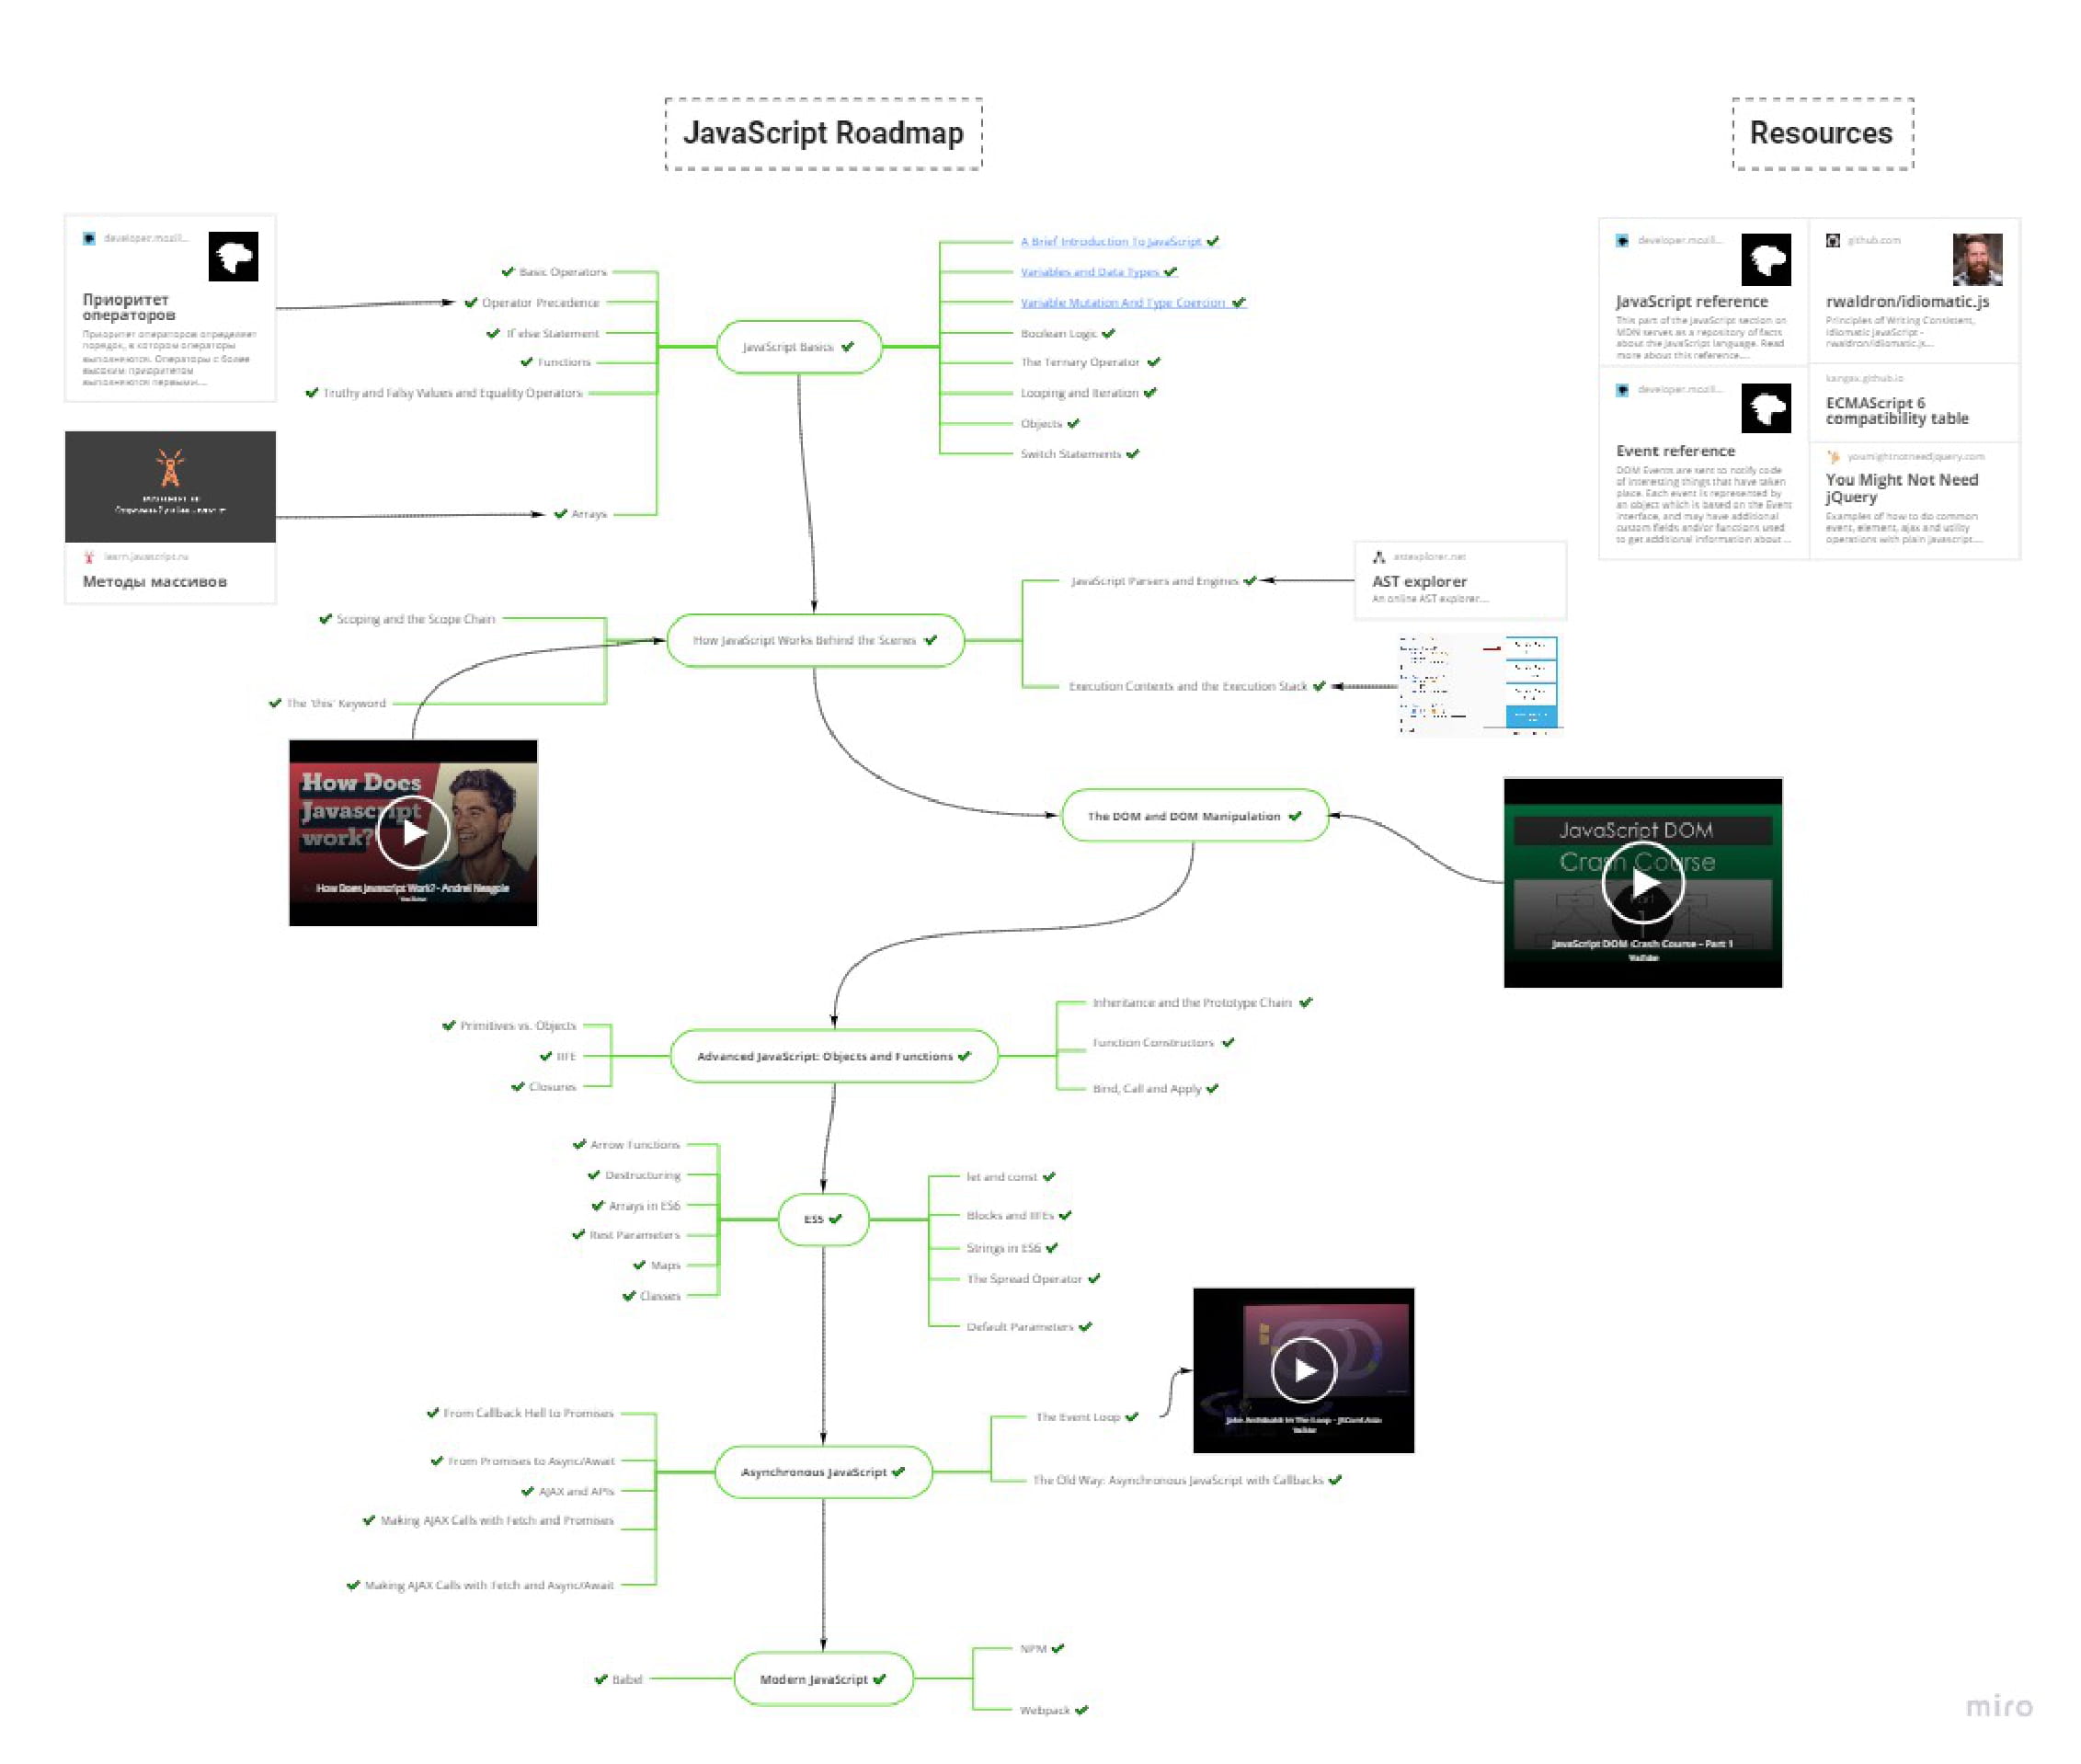 JavaScript Roadmap
Resources
developer.mozill...
Приоритет
операторов
Приоритет операторов определяет
порядок, в котором операторы
выполняются. Операторы с более
высоким приоритетом
выполняются первыми....
learn.javascript.ru
Методы массивов
Basic Operators
Operator Precedence
If else Statement
Functions
Truthy and Falsy Values and Equality Operators
Arrays
JavaScript Basics
A Brief Introduction To JavaScript
Variables and Data Types
Variable Mutation And Type Coercion
Boolean Logic
The Ternary Operator
Looping and Iteration
Objects
Switch Statements
developer.mozill...
JavaScript reference
This part of the JavaScript section on
MDN serves as a repository of facts
about the JavaScript language. Read
more about this reference....
github.com
rwaldron/idiomatic.js
Principles of Writing Consistent,
Idiomatic JavaScript -
rwaldron/idiomatic.js...
developer.mozill...
Event reference
DOM Events are sent to notify code
of interesting things that have taken
place. Each event is represented by
an object which is based on the Event
interface, and may have additional
custom fields and/or functions used
to get additional information about ...
kangax.github.io
ECMAScript 6
compatibility table
youmightnotneedjquery.com
You Might Not Need
jQuery
Examples of how to do common
event, element, ajax and utility
operations with plain javascript....
Scoping and the Scope Chain
The 'this' Keyword
How JavaScript Works Behind the Scenes
JavaScript Parsers and Engines
Execution Contexts and the Execution Stack
astexplorer.net
AST explorer
An online AST explorer....
How Does
Javascript
work?
How Does Javascript Work? - Andrei Neagoie
YouTube
The DOM and DOM Manipulation
JavaScript DOM
Crash Course
Part
1
JavaScript DOM Crash Course - Part 1
YouTube
Primitives vs. Objects
IIFE
Closures
Advanced JavaScript: Objects and Functions
Inheritance and the Prototype Chain
Function Constructors
Bind, Call and Apply
Arrow Functions
Destructuring
Arrays in ES6
Rest Parameters
Maps
Classes
ES5
let and const
Blocks and IIFEs
Strings in ES6
The Spread Operator
Default Parameters
From Callback Hell to Promises
From Promises to Async/Await
AJAX and APIs
Making AJAX Calls with Fetch and Promises
Making AJAX Calls with Fetch and Async/Await
Asynchronous JavaScript
The Event Loop
The Old Way: Asynchronous JavaScript with Callbacks
Jake Archibald: In The Loop - JSConf.Asia
YouTube
Babel
Modern JavaScript
NPM
Webpack
miro